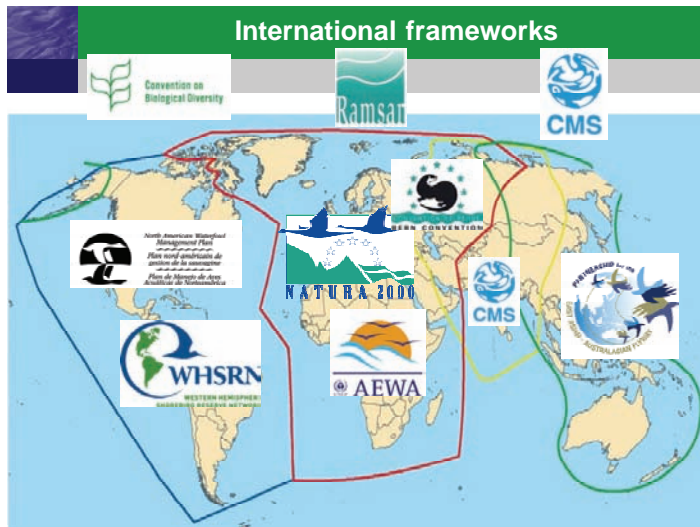 International frameworks
Convention on
Biological Diversity
Ramsar
CMS
BERN CONVENTION
North American Waterfowl
Management Plan
Plan nord-américain de
gestion de la sauvagine
Plan de Manejo de Aves
Acuáticas de Norteamérica
NATURA 2000
CMS
PARTNERSHIP for the
EAST ASIAN - AUSTRALASIAN FLYWAY
WHSRN
WESTERN HEMISPHERE
SHOREBIRD RESERVE NETWORK
UNEP
AEWA